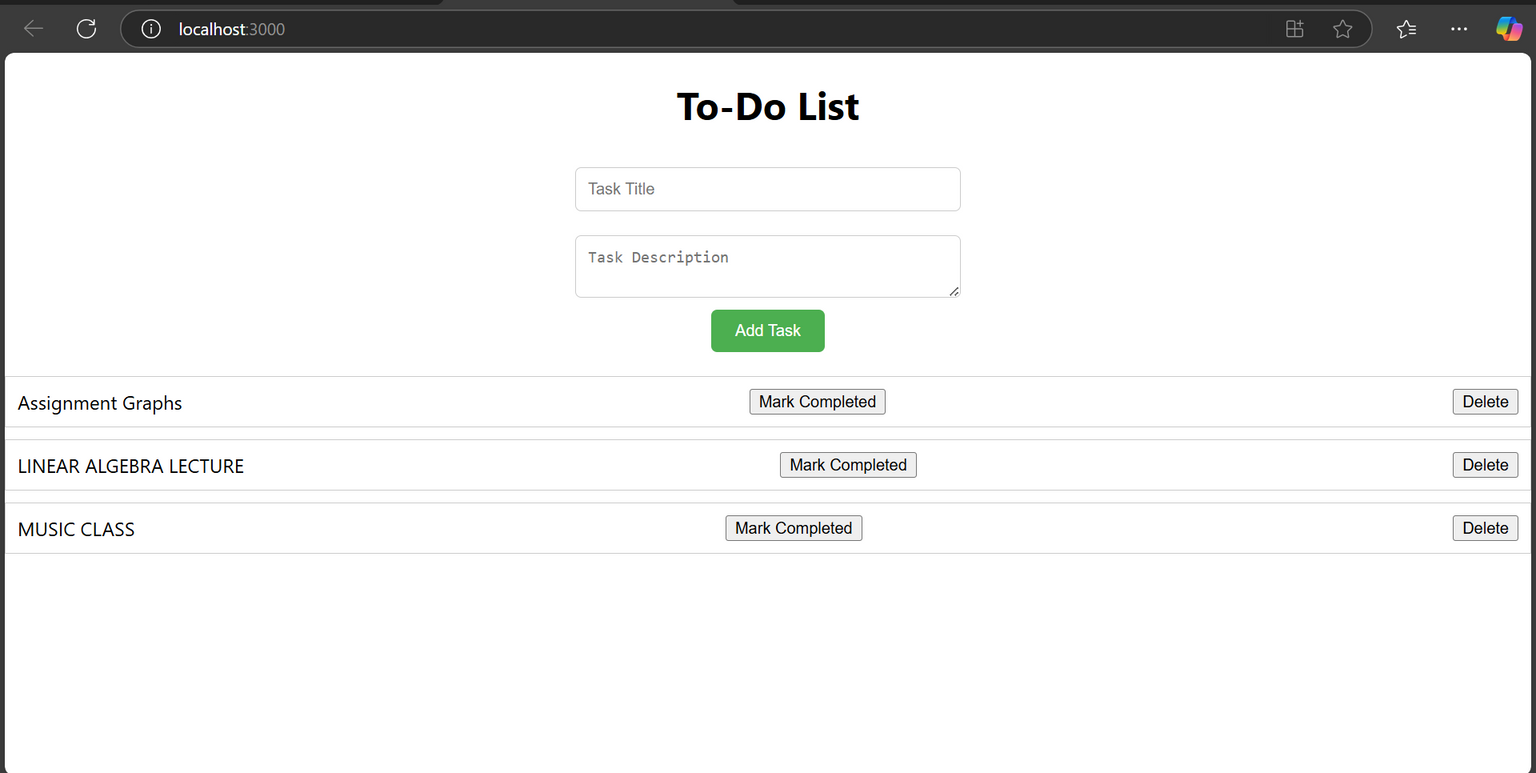 localhost:3000
To-Do List
Task Title
Task Description
Add Task
Assignment Graphs Mark Completed Delete
LINEAR ALGEBRA LECTURE Mark Completed Delete
MUSIC CLASS Mark Completed Delete